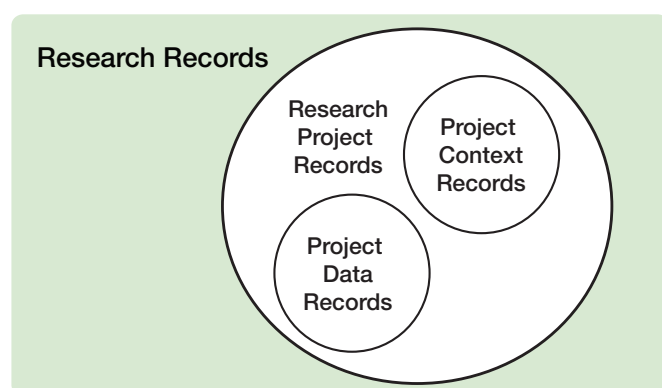 Research Records
Research
Project
Records
Project
Context
Records
Project
Data
Records